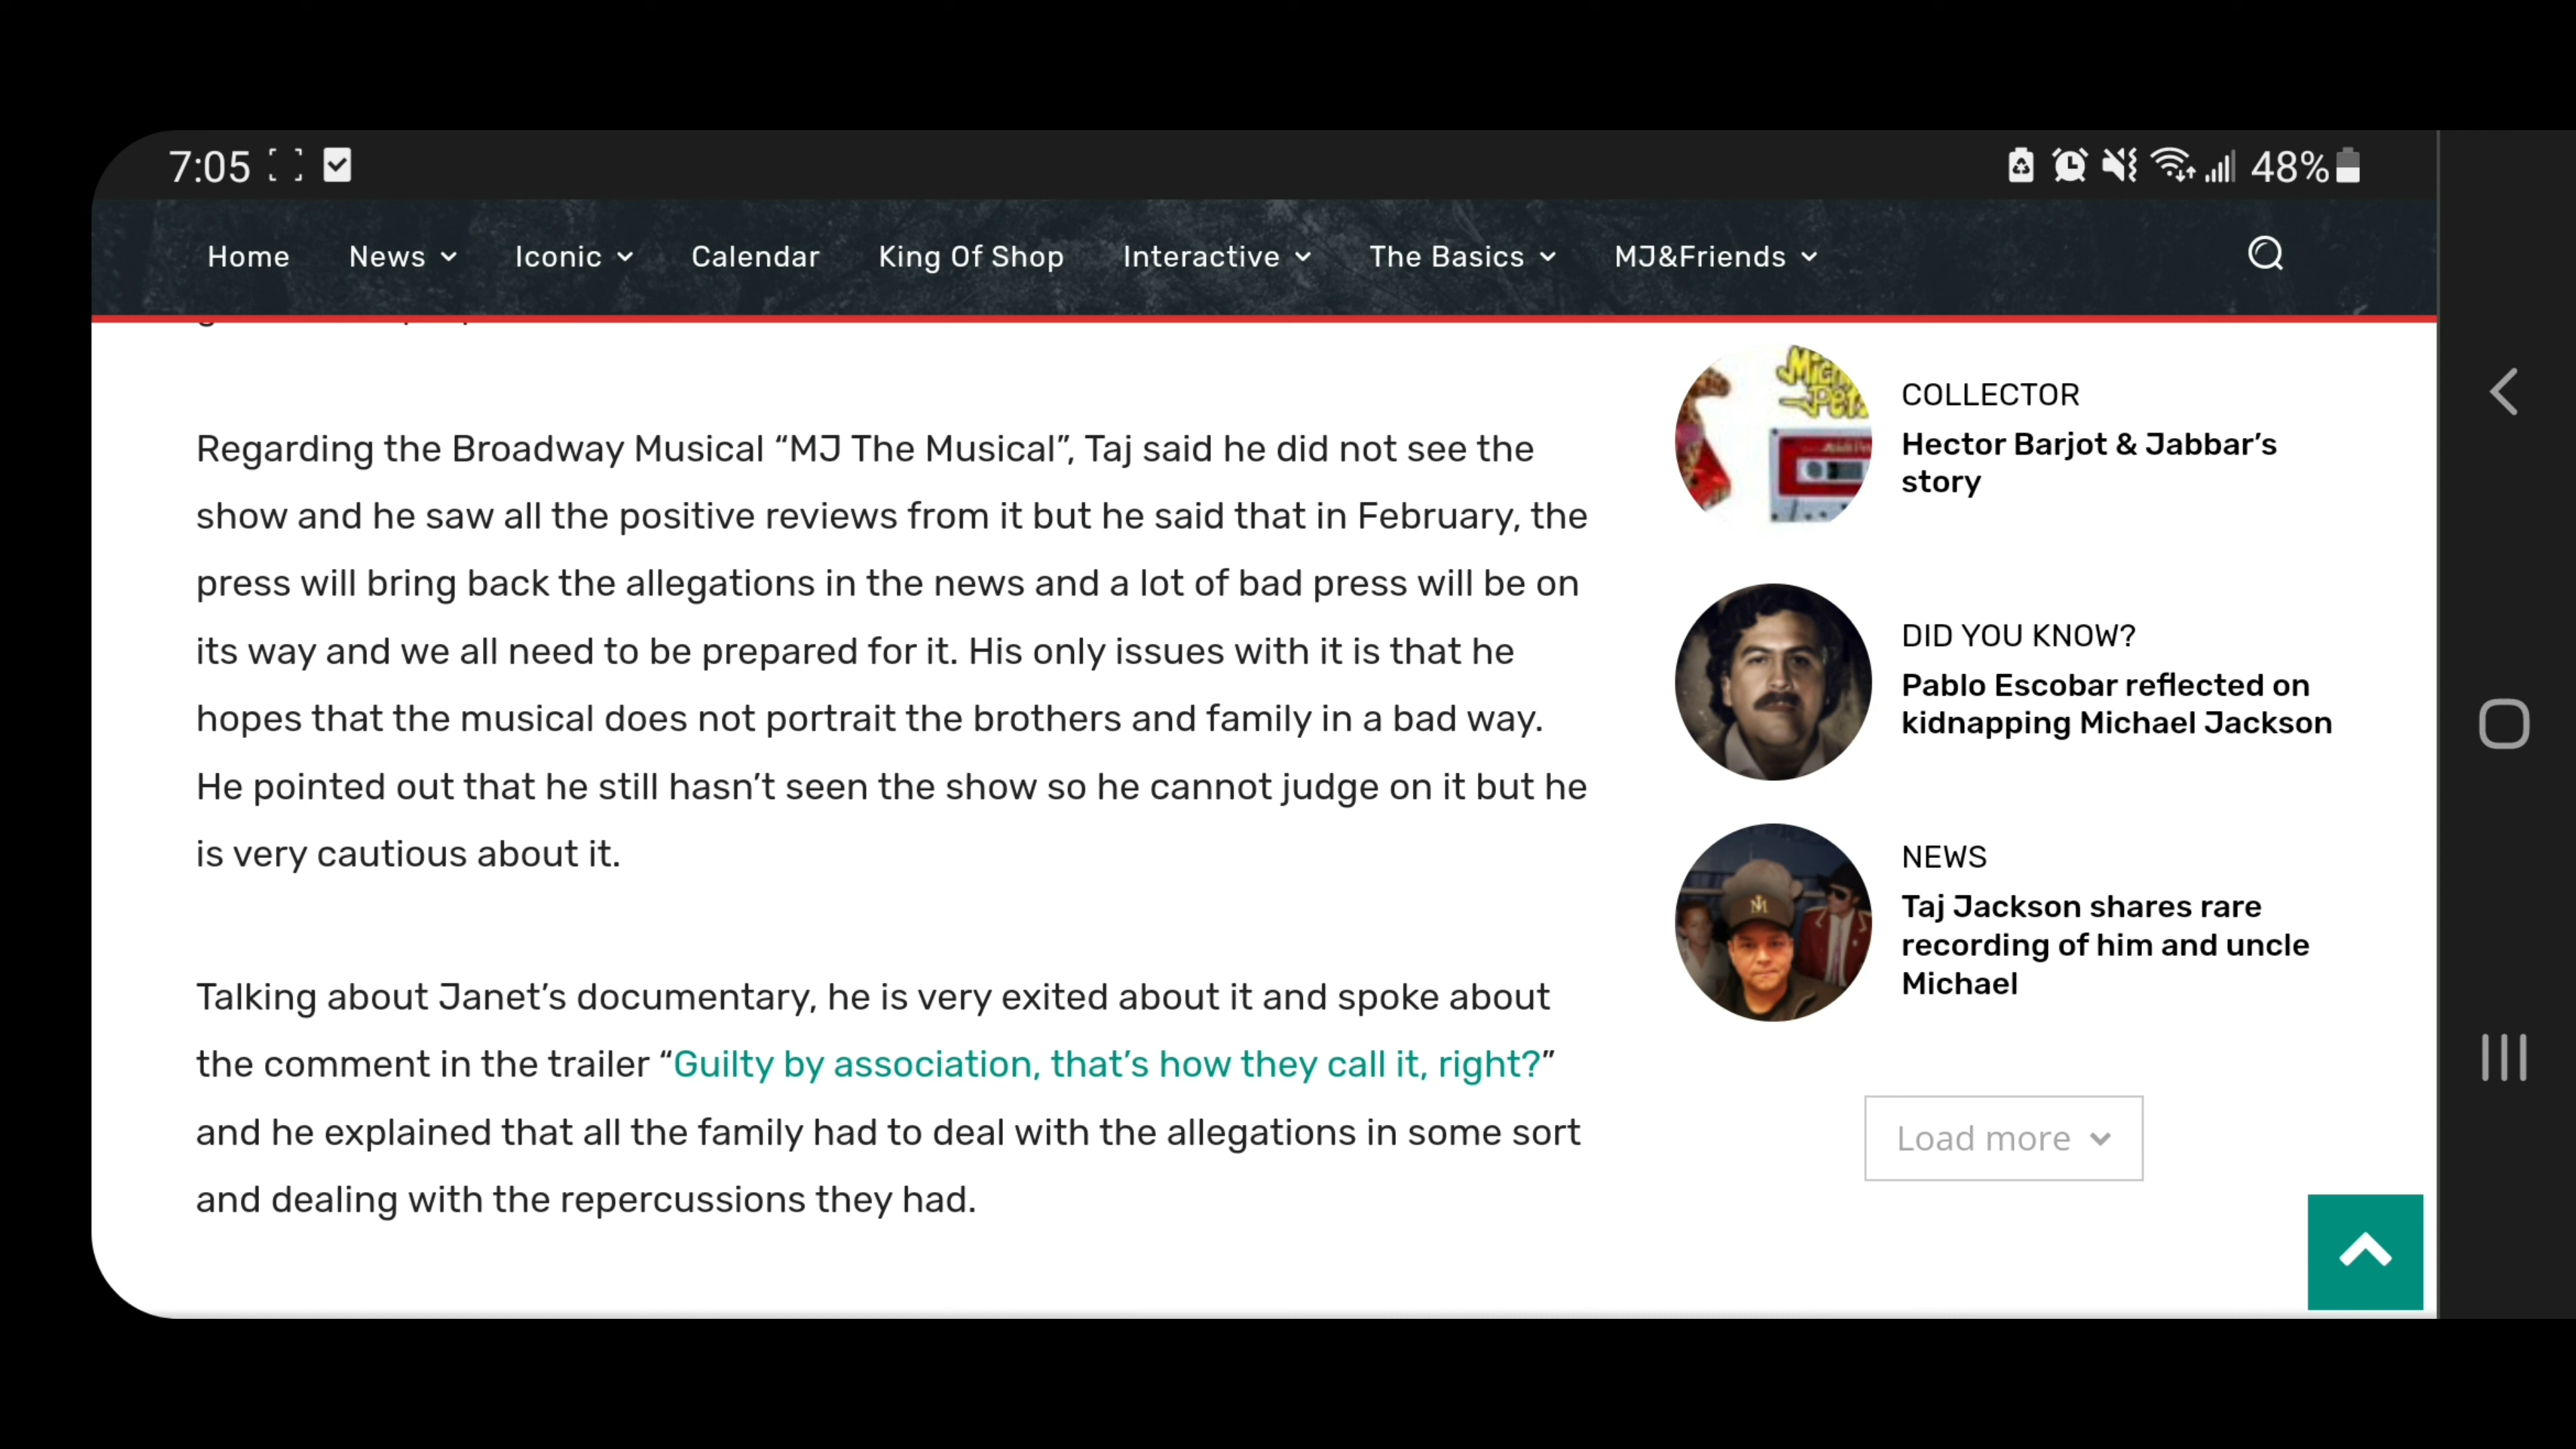 7:05
48%
Home News Iconic Calendar King Of Shop Interactive The Basics MJ&Friends
Regarding the Broadway Musical “MJ The Musical”, Taj said he did not see the
show and he saw all the positive reviews from it but he said that in February, the
press will bring back the allegations in the news and a lot of bad press will be on
its way and we all need to be prepared for it. His only issues with it is that he
hopes that the musical does not portrait the brothers and family in a bad way.
He pointed out that he still hasn’t seen the show so he cannot judge on it but he
is very cautious about it.
Talking about Janet’s documentary, he is very exited about it and spoke about
the comment in the trailer “Guilty by association, that’s how they call it, right?”
and he explained that all the family had to deal with the allegations in some sort
and dealing with the repercussions they had.
COLLECTOR
Hector Barjot & Jabbar’s
story
DID YOU KNOW?
Pablo Escobar reflected on
kidnapping Michael Jackson
NEWS
Taj Jackson shares rare
recording of him and uncle
Michael
Load more